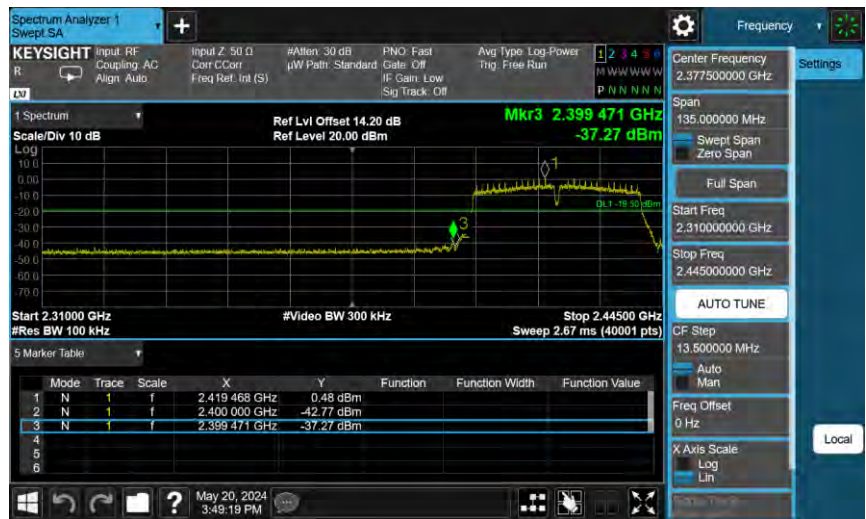 Spectrum Analyzer 1
Swept SA
+
Frequency
KEYSIGHT
R
LXI
Input: RF
Coupling: AC
Align: Auto
Input Z: 50 Ω
Corr CCorr
Freq Ref: Int (S)
#Atten: 30 dB
µW Path: Standard
PNO: Fast
Gate: Off
IF Gain: Low
Sig Track: Off
Avg Type: Log-Power
Trig: Free Run
1 2 3 4 5 6
M W W W W W
P N N N N N
1 Spectrum
Scale/Div 10 dB
Ref Lvl Offset 14.20 dB
Ref Level 20.00 dBm
Mkr3 2.399 471 GHz
-37.27 dBm
Log
10.0
0.00
-10.0
-20.0
-30.0
-40.0
-50.0
-60.0
-70.0
1
3
DL1 -19.50 dBm
Start 2.31000 GHz
#Res BW 100 kHz
#Video BW 300 kHz
Stop 2.44500 GHz
Sweep 2.67 ms (40001 pts)
5 Marker Table
Mode Trace Scale X Y Function Function Width Function Value
1 N 1 f 2.419 468 GHz 0.48 dBm
2 N 1 f 2.400 000 GHz -42.77 dBm
3 N 1 f 2.399 471 GHz -37.27 dBm
4
5
6
?
May 20, 2024
3:49:19 PM
Center Frequency
2.377500000 GHz
Span
135.000000 MHz
Swept Span
Zero Span
Full Span
Start Freq
2.310000000 GHz
Stop Freq
2.445000000 GHz
AUTO TUNE
CF Step
13.500000 MHz
Auto
Man
Freq Offset
0 Hz
X Axis Scale
Log
Lin
Settings
Local